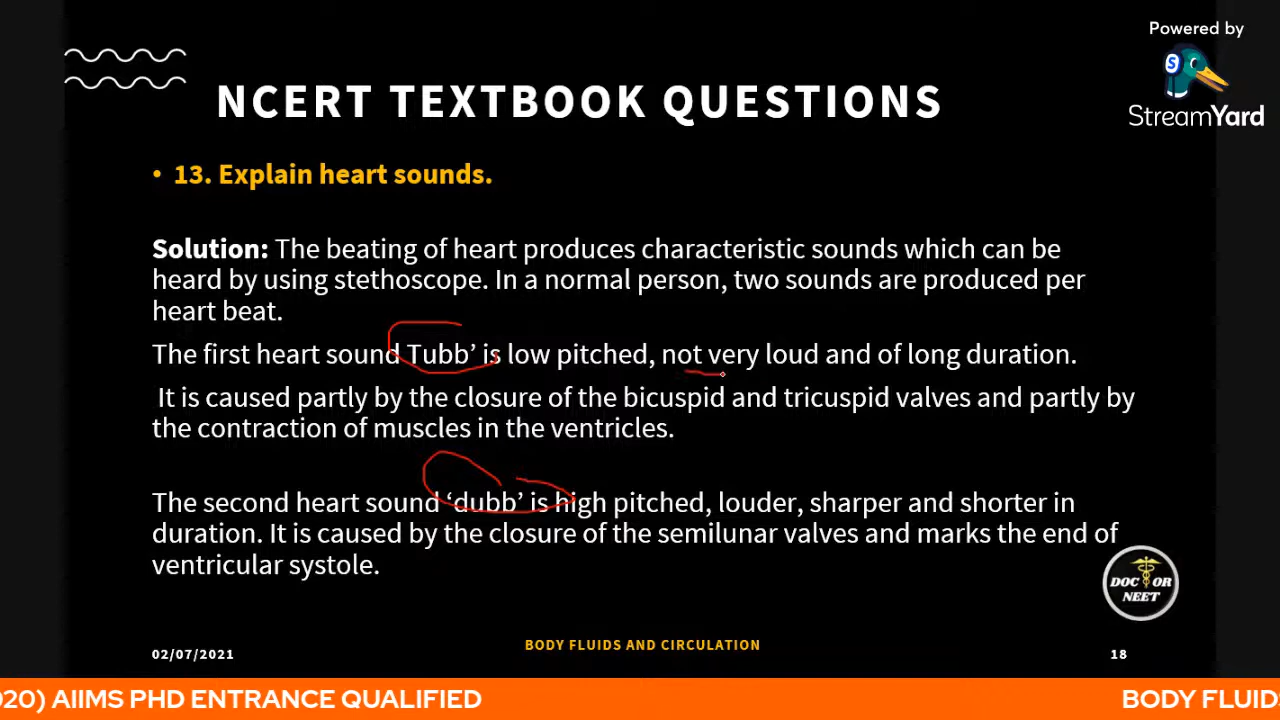 Powered by
StreamYard
NCERT TEXTBOOK QUESTIONS
• 13. Explain heart sounds.
Solution: The beating of heart produces characteristic sounds which can be
heard by using stethoscope. In a normal person, two sounds are produced per
heart beat.
The first heart sound Tubb’ is low pitched, not very loud and of long duration.
It is caused partly by the closure of the bicuspid and tricuspid valves and partly by
the contraction of muscles in the ventricles.
The second heart sound ‘dubb’ is high pitched, louder, sharper and shorter in
duration. It is caused by the closure of the semilunar valves and marks the end of
ventricular systole.
DOCTOR
NEET
02/07/2021
BODY FLUIDS AND CIRCULATION
18
020) AIIMS PHD ENTRANCE QUALIFIED
BODY FLUIDS